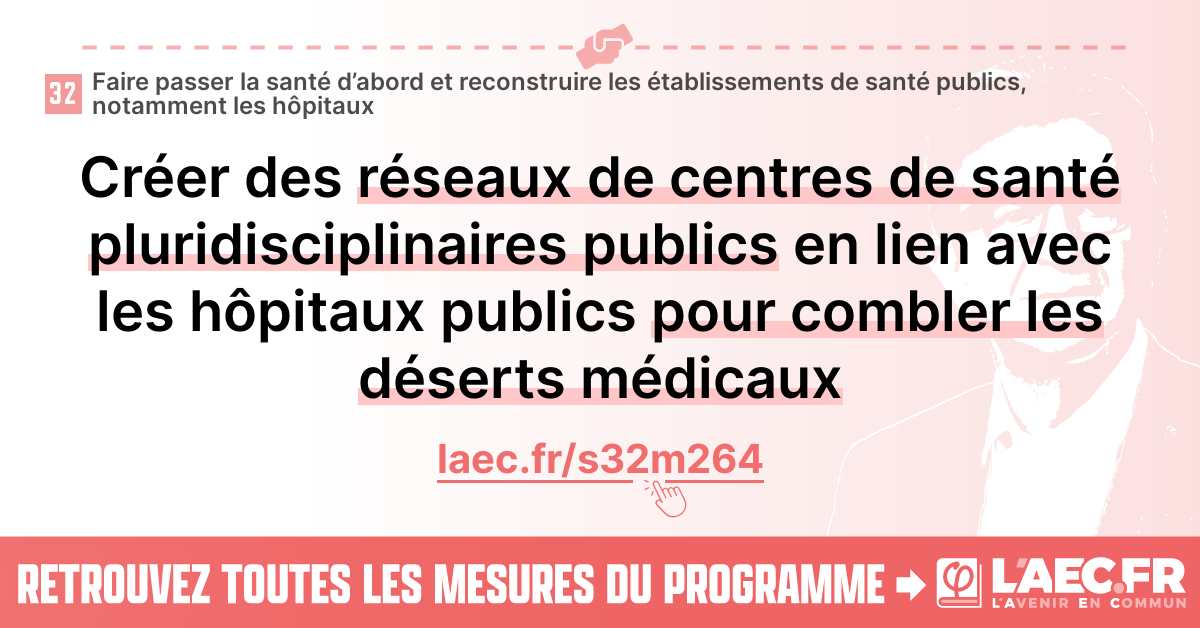 32
Faire passer la santé d’abord et reconstruire les établissements de santé publics,
notamment les hôpitaux
Créer des réseaux de centres de santé
pluridisciplinaires publics en lien avec
les hôpitaux publics pour combler les
déserts médicaux
laec.fr/s32m264
RETROUVEZ TOUTES LES MESURES DU PROGRAMME
L'AEC.FR
L'AVENIR EN COMMUN